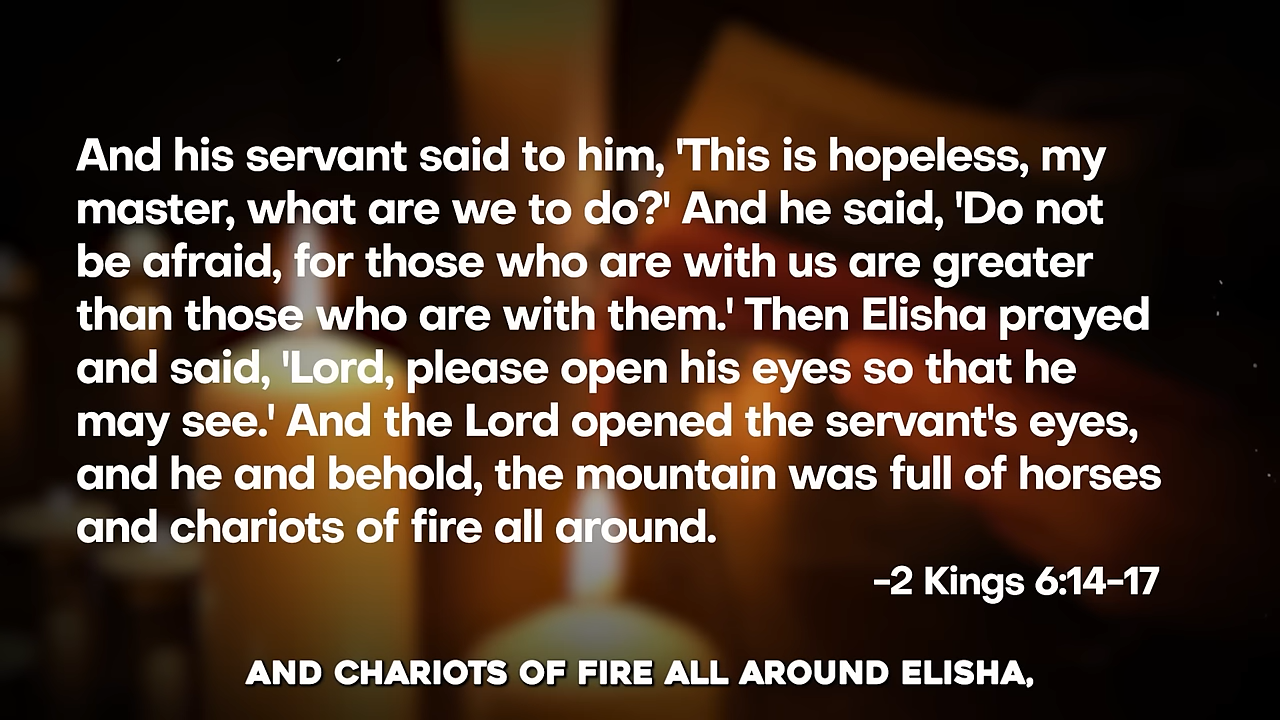 And his servant said to him, 'This is hopeless, my
master, what are we to do?' And he said, 'Do not
be afraid, for those who are with us are greater
than those who are with them.' Then Elisha prayed
and said, 'Lord, please open his eyes so that he
may see.' And the Lord opened the servant's eyes,
and he and behold, the mountain was full of horses
and chariots of fire all around.
-2 Kings 6:14-17
AND CHARIOTS OF FIRE ALL AROUND ELISHA,